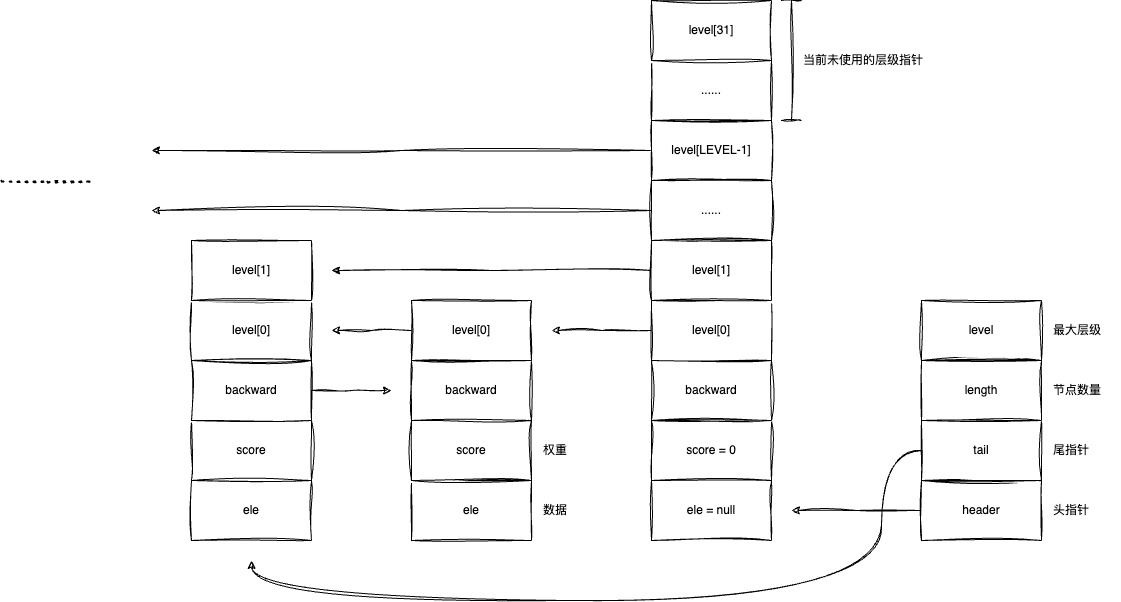 level[31]
当前未使用的层级指针
......
level[LEVEL-1]
......
level[1]
level[1]
level[0]
level[0]
level[0]
level
最大层级
backward
backward
backward
length
节点数量
score
score
权重
score = 0
tail
尾指针
ele
ele
数据
ele = null
header
头指针